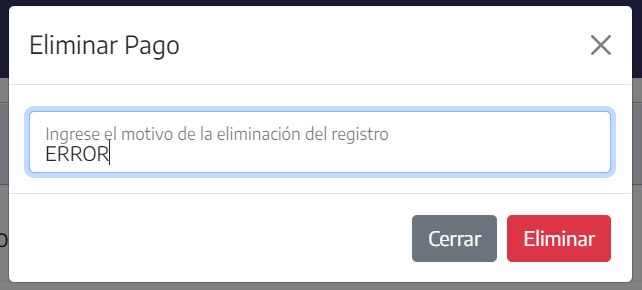 Eliminar Pago
Ingrese el motivo de la eliminación del registro
ERROR
Cerrar
Eliminar